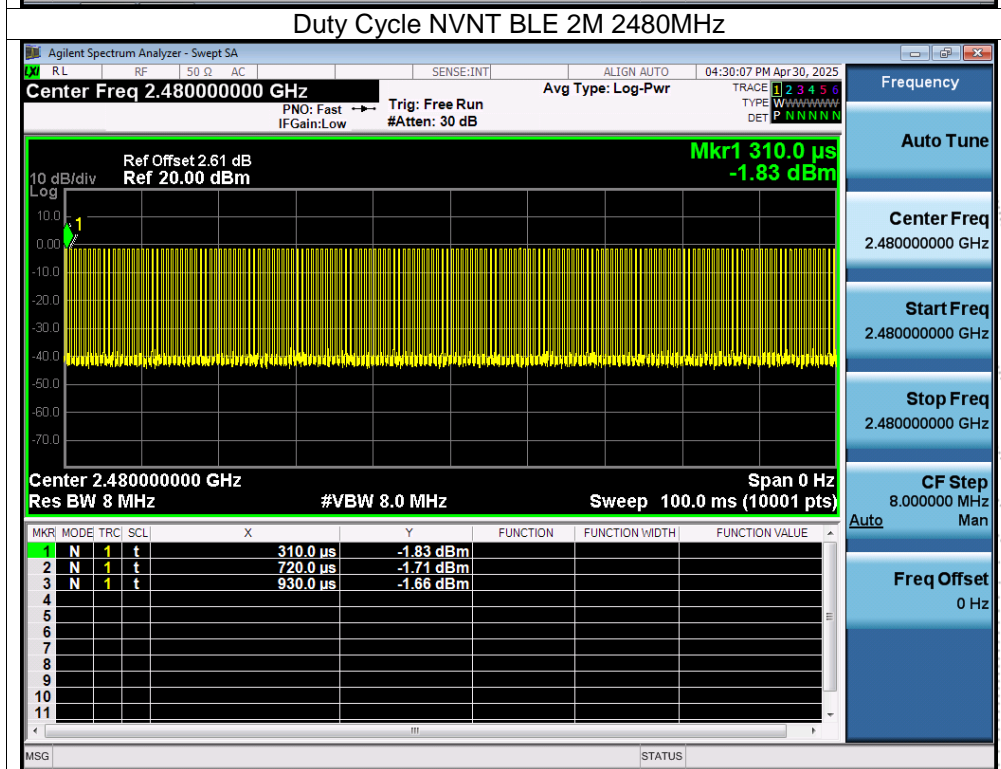 Duty Cycle NVNT BLE 2M 2480MHz
Agilent Spectrum Analyzer - Swept SA
LXI RL RF 50 Ω AC SENSE:INT ALIGN AUTO 04:30:07 PM Apr 30, 2025
Center Freq 2.480000000 GHz
PNO: Fast
IFGain:Low
Trig: Free Run
#Atten: 30 dB
Avg Type: Log-Pwr
TRACE 1 2 3 4 5 6
TYPE WWWWWW
DET P N N N N N
Frequency
Auto Tune
Center Freq
2.480000000 GHz
Start Freq
2.480000000 GHz
Stop Freq
2.480000000 GHz
CF Step
8.000000 MHz
Auto Man
Freq Offset
0 Hz
Mkr1 310.0 µs
-1.83 dBm
Ref Offset 2.61 dB
10 dB/div Ref 20.00 dBm
Log
10.0
0.00
-10.0
-20.0
-30.0
-40.0
-50.0
-60.0
-70.0
1
Center 2.480000000 GHz Span 0 Hz
Res BW 8 MHz #VBW 8.0 MHz Sweep 100.0 ms (10001 pts)
MKR MODE TRC SCL X Y FUNCTION FUNCTION WIDTH FUNCTION VALUE
1 N 1 t 310.0 µs -1.83 dBm
2 N 1 t 720.0 µs -1.71 dBm
3 N 1 t 930.0 µs -1.66 dBm
4
5
6
7
8
9
10
11
MSG STATUS